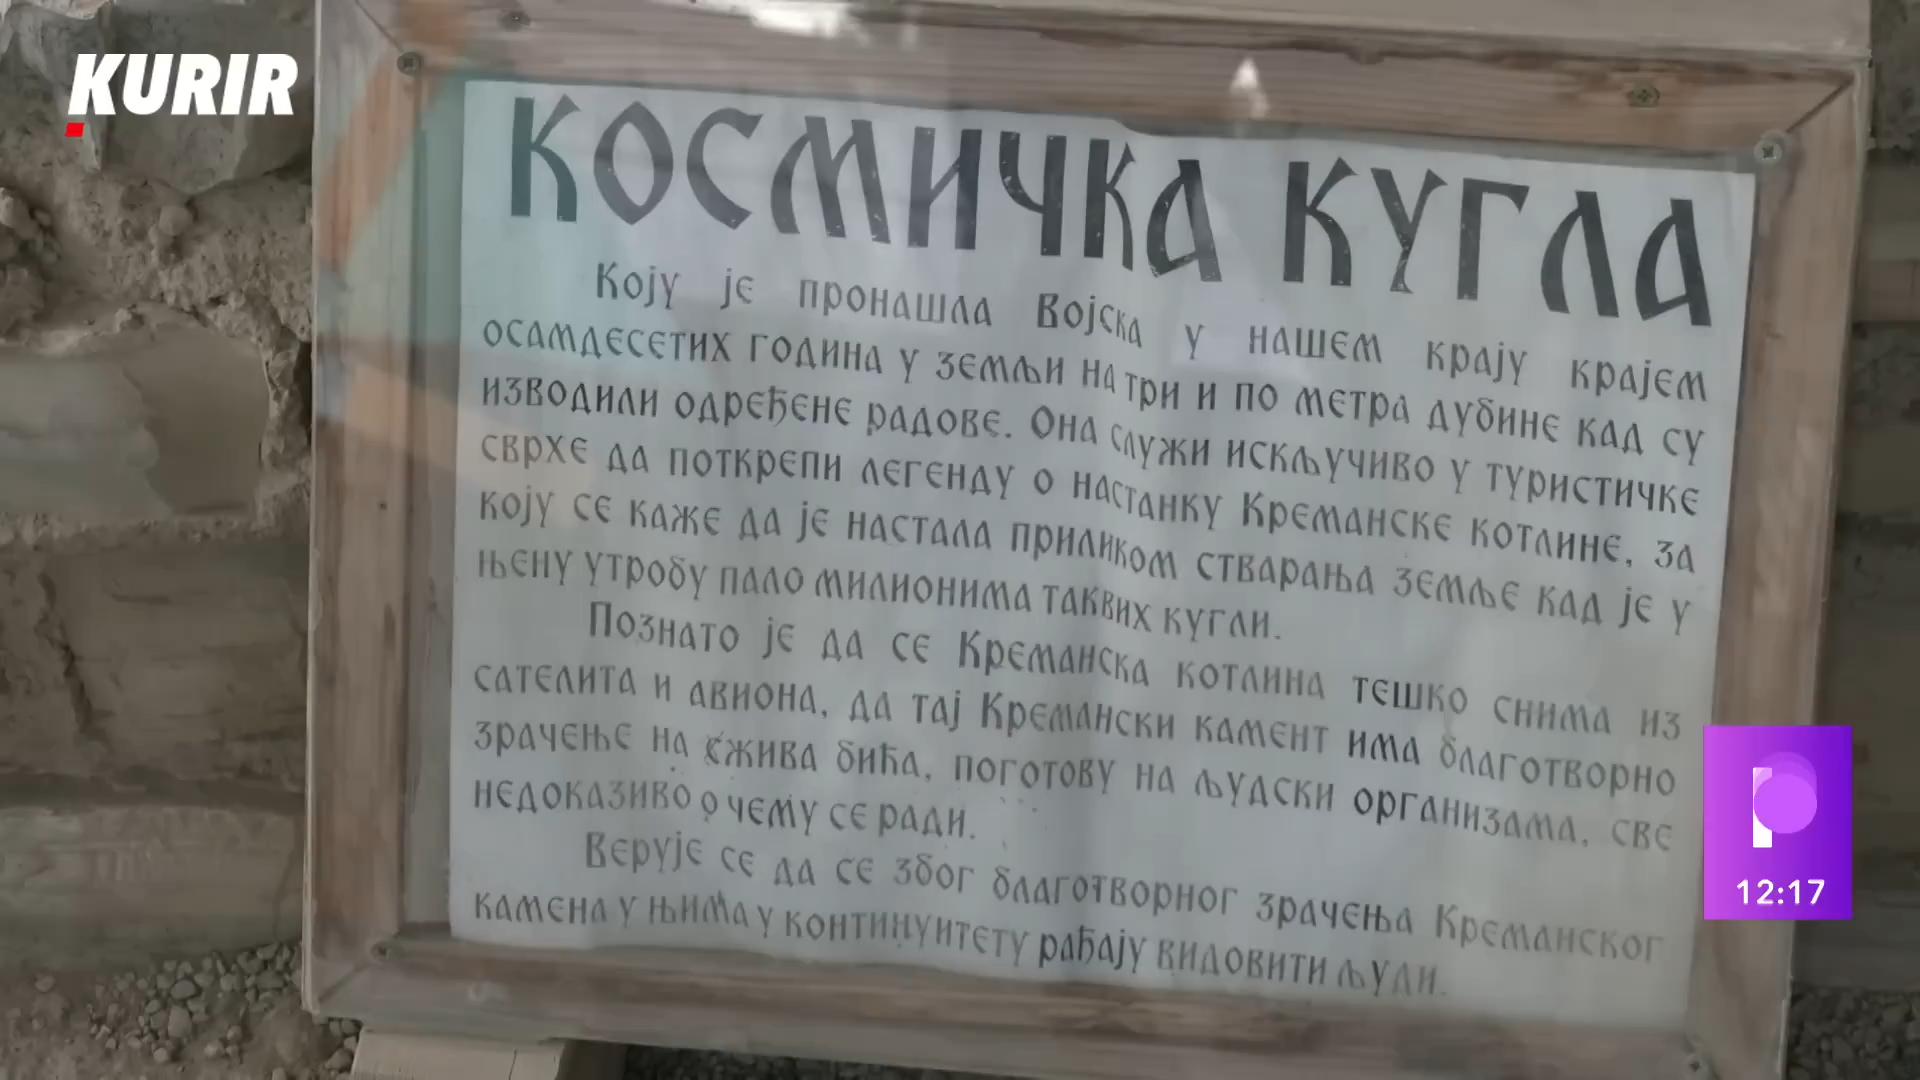 KURIR
КОСМИЧКА КУГЛА
Коју је пронашла Војска у нашем крају крајем
осамдесетих година у земљи на три и по метра дубине кад су
изводили одређене радове. Она служи искључиво у туристичке
сврхе да поткрепи легенду о настанку Креманске котлине, за
коју се каже да је настала приликом стварања земље кад је у
њену утробу пало милионима таквих кугли.
Познато је да се Креманска котлина тешко снима из
сателита и авиона, да тај Кремански камент има благотворно
зрачење на сжива бића, поготову на људски организама, све
недоказиво о чему се ради.
Верује се да се због благотворног зрачења Креманског
камена у њима у континуитету рађају видовити људи.
12:17